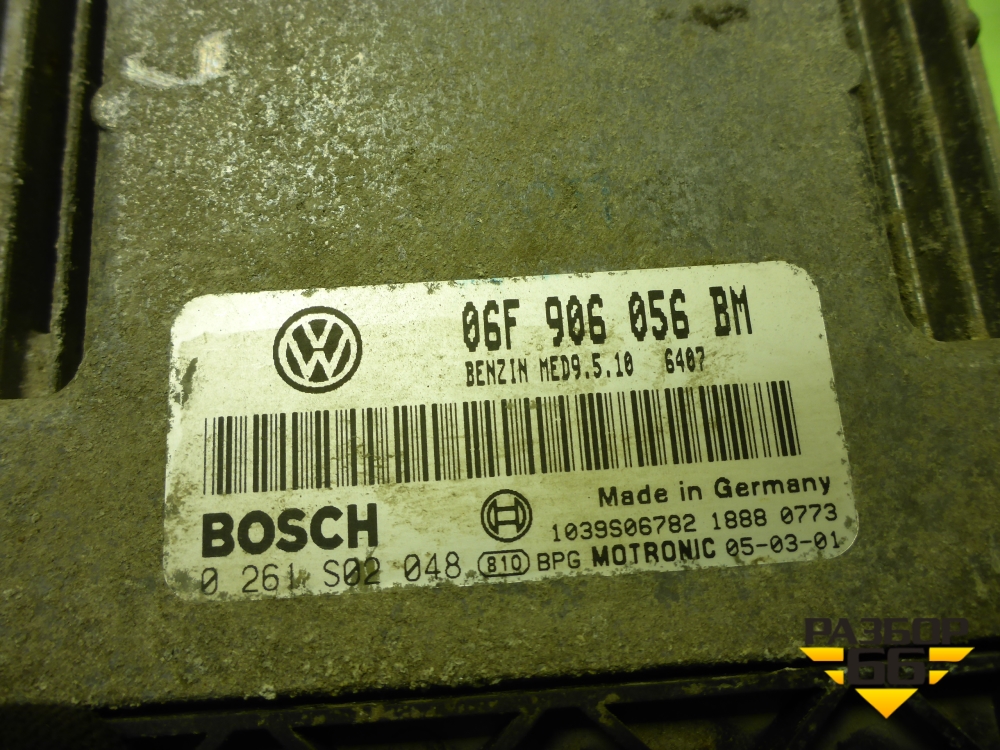 06F 906 056 BM
BENZIN MED9.5.10 6407
Made in Germany
BOSCH
1039S06782 1888 0773
0 261 S02 048 810 BPG MOTRONIC 05-03-01
РАЗБОР
GG